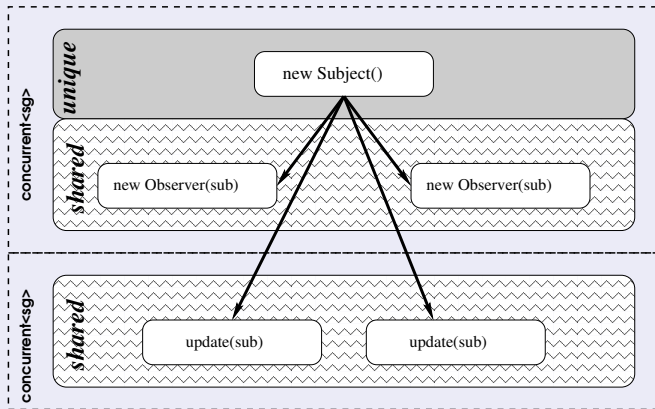 concurrent<sg>
unique
new Subject()
shared
new Observer(sub)
new Observer(sub)
concurrent<sg>
shared
update(sub)
update(sub)